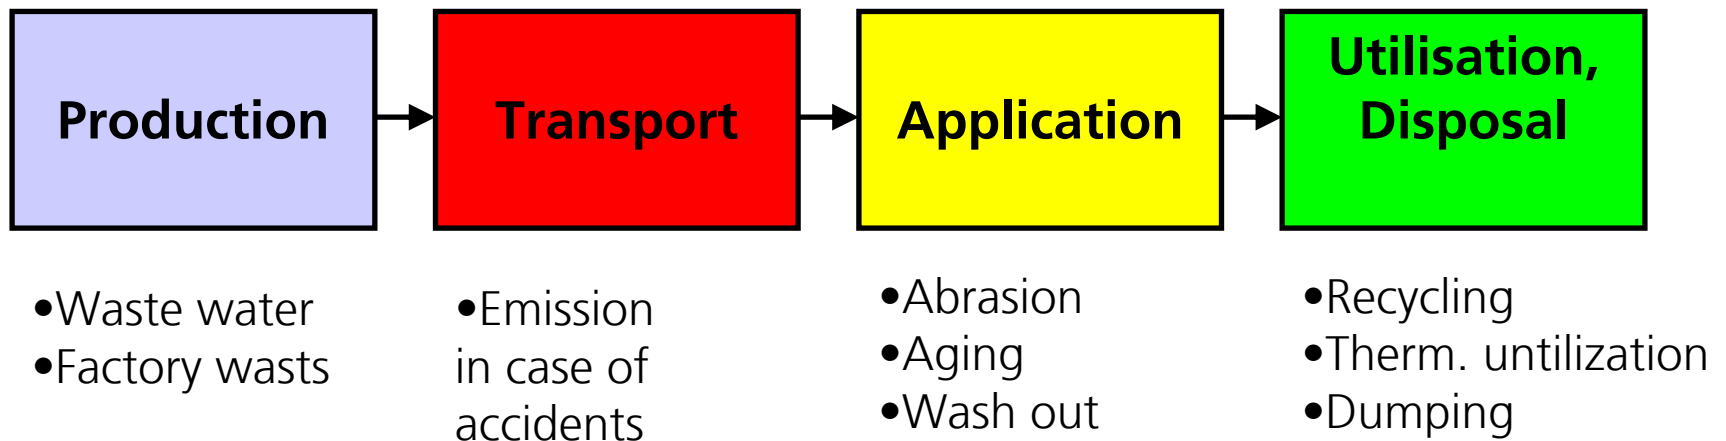 Production
Transport
Application
Utilisation,
Disposal
•Waste water
•Factory wasts
•Emission
in case of
accidents
•Abrasion
•Aging
•Wash out
•Recycling
•Therm. untilization
•Dumping